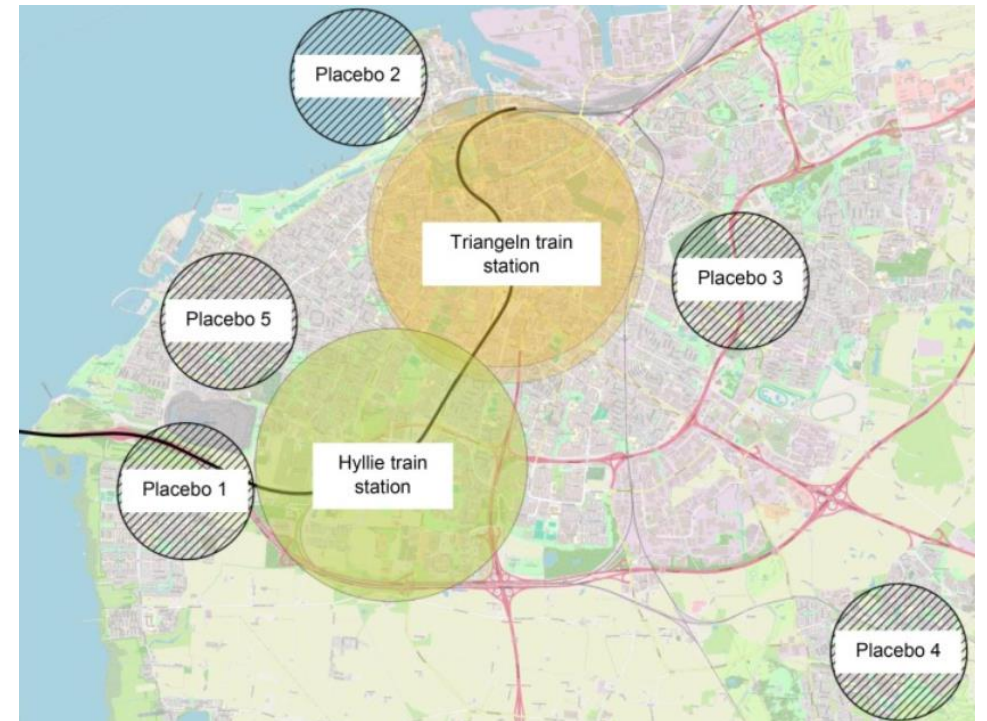 Placebo 2
Triangeln train
station
Placebo 3
Placebo 5
Hyllie train
station
Placebo 1
Placebo 4